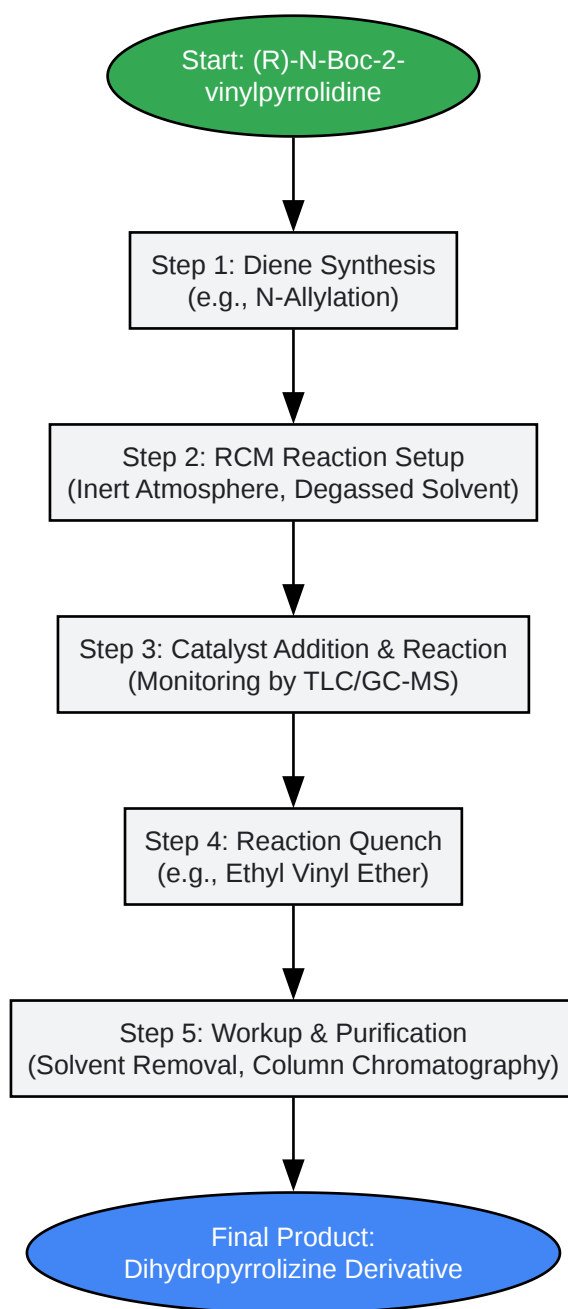 Start: (R)-N-Boc-2-
vinylpyrrolidine
Step 1: Diene Synthesis
(e.g., N-Allylation)
Step 2: RCM Reaction Setup
(Inert Atmosphere, Degassed Solvent)
Step 3: Catalyst Addition & Reaction
(Monitoring by TLC/GC-MS)
Step 4: Reaction Quench
(e.g., Ethyl Vinyl Ether)
Step 5: Workup & Purification
(Solvent Removal, Column Chromatography)
Final Product:
Dihydropyrrolizine Derivative